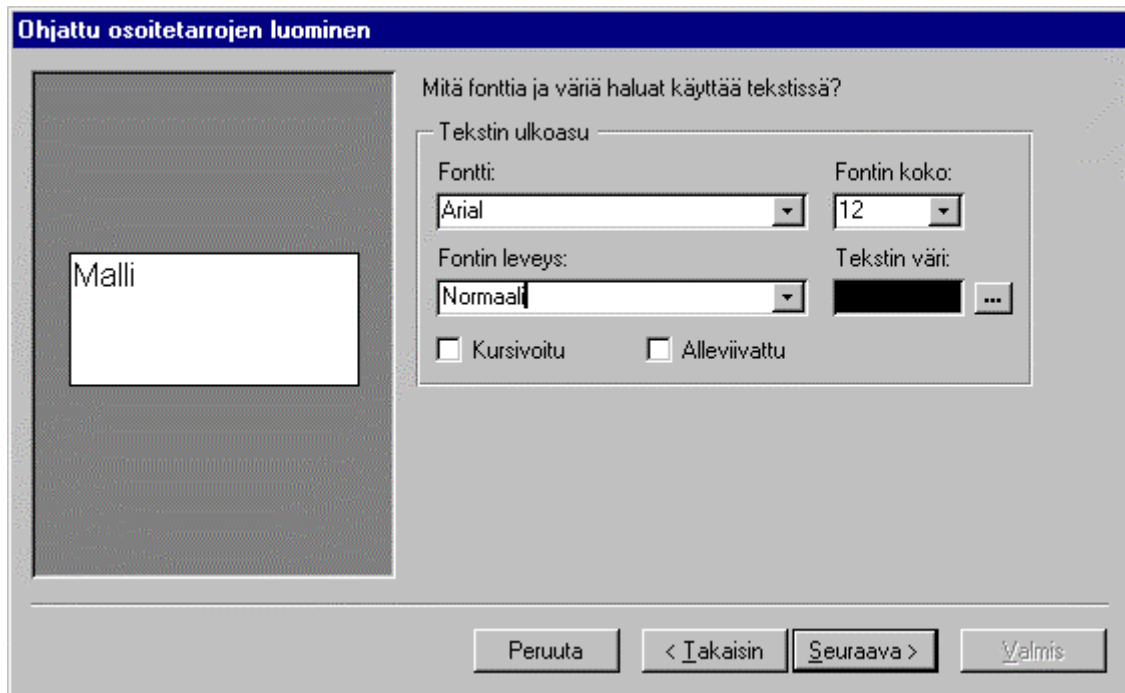 Ohjattu osoitetarrojen luominen
Malli
Mitä fonttia ja väriä haluat käyttää tekstissä?
Tekstin ulkoasu
Fontti: Fontin koko:
Arial 12
Fontin leveys: Tekstin väri:
Normaali ...
Kursivoitu Alleviivattu
Peruuta < Takaisin Seuraava > Valmis